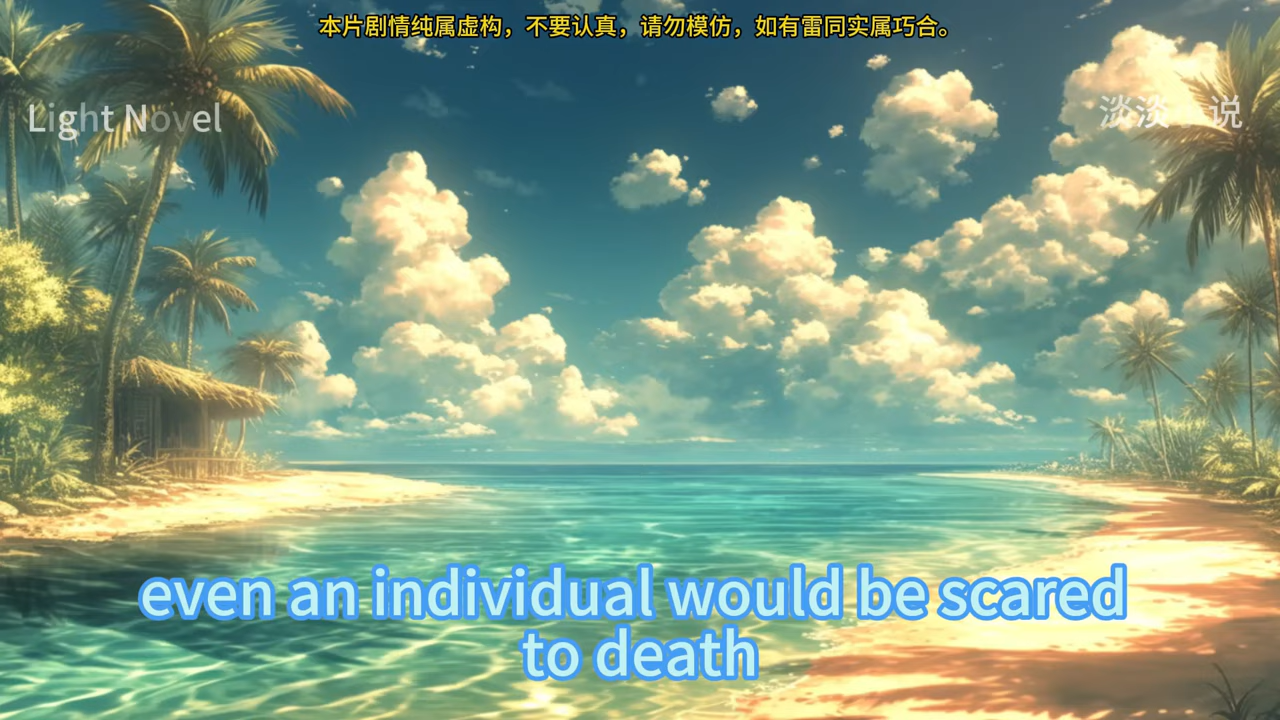 本片剧情纯属虚构，不要认真，请勿模仿，如有雷同实属巧合。
Light Novel
淡淡小说
even an individual would be scared
to death